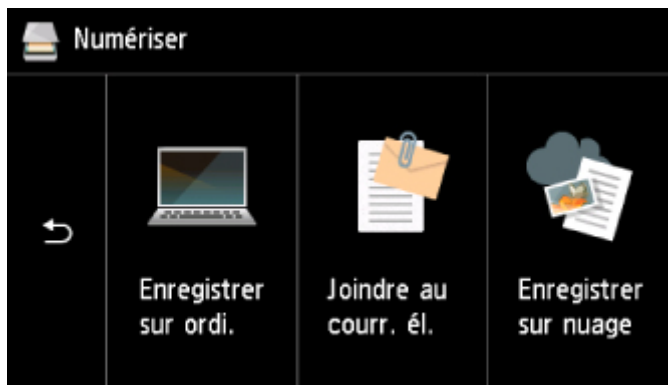 Numériser
Enregistrer
sur ordi.
Joindre au
courr. él.
Enregistrer
sur nuage